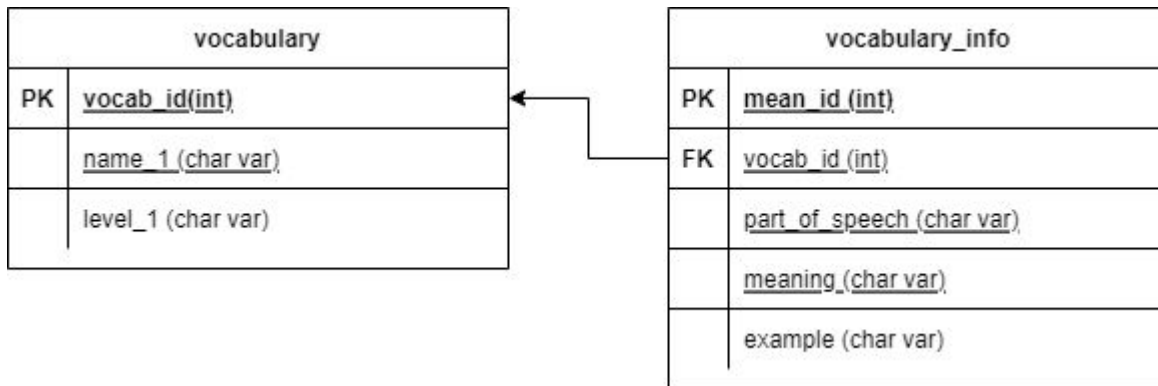 vocabulary
PK vocab_id(int)
name_1 (char var)
level_1 (char var)
vocabulary_info
PK mean_id (int)
FK vocab_id (int)
part_of_speech (char var)
meaning (char var)
example (char var)